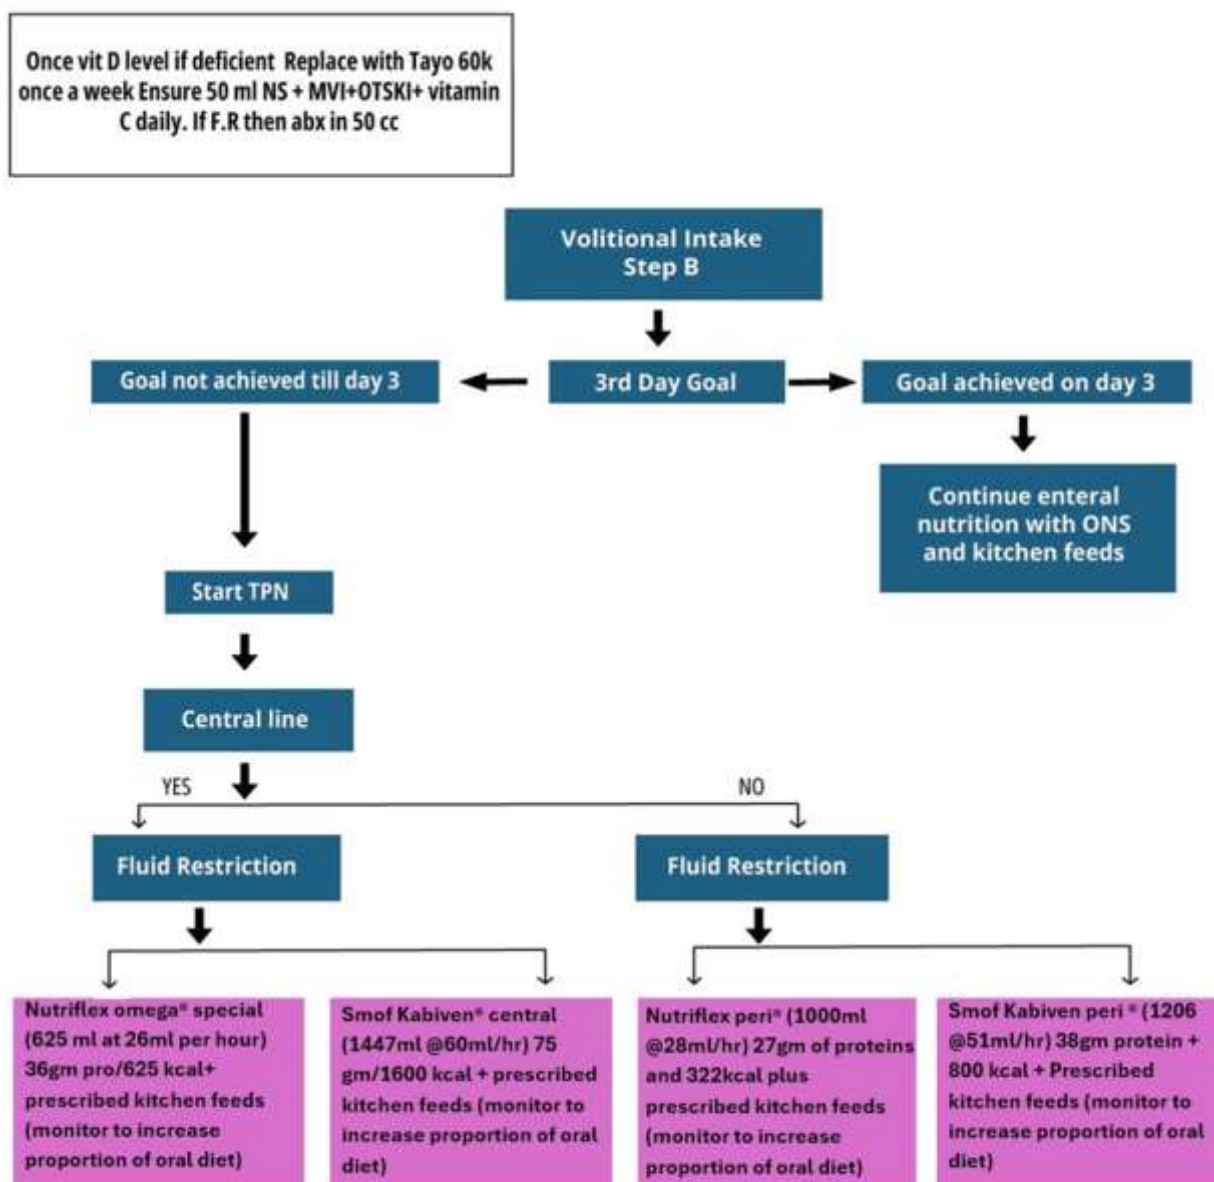 Once vit D level if deficient Replace with Tayo 60k
once a week Ensure 50 ml NS + MVI+OTSKI+ vitamin
C daily. If F.R then abx in 50 cc
Volitional Intake
Step B
Goal not achieved till day 3
3rd Day Goal
Goal achieved on day 3
Continue enteral
nutrition with ONS
and kitchen feeds
Start TPN
Central line
YES
NO
Fluid Restriction
Fluid Restriction
Nutriflex omega® special
(625 ml at 26ml per hour)
36gm pro/625 kcal+
prescribed kitchen feeds
(monitor to increase
proportion of oral diet)
Smof Kabiven® central
(1447ml @60ml/hr) 75
gm/1600 kcal + prescribed
kitchen feeds (monitor to
increase proportion of oral
diet)
Nutriflex peri® (1000ml
@28ml/hr) 27gm of proteins
and 322kcal plus
prescribed kitchen feeds
(monitor to increase
proportion of oral diet)
Smof Kabiven peri ® (1206
@51ml/hr) 38gm protein +
800 kcal + Prescribed
kitchen feeds (monitor to
increase proportion of oral
diet)